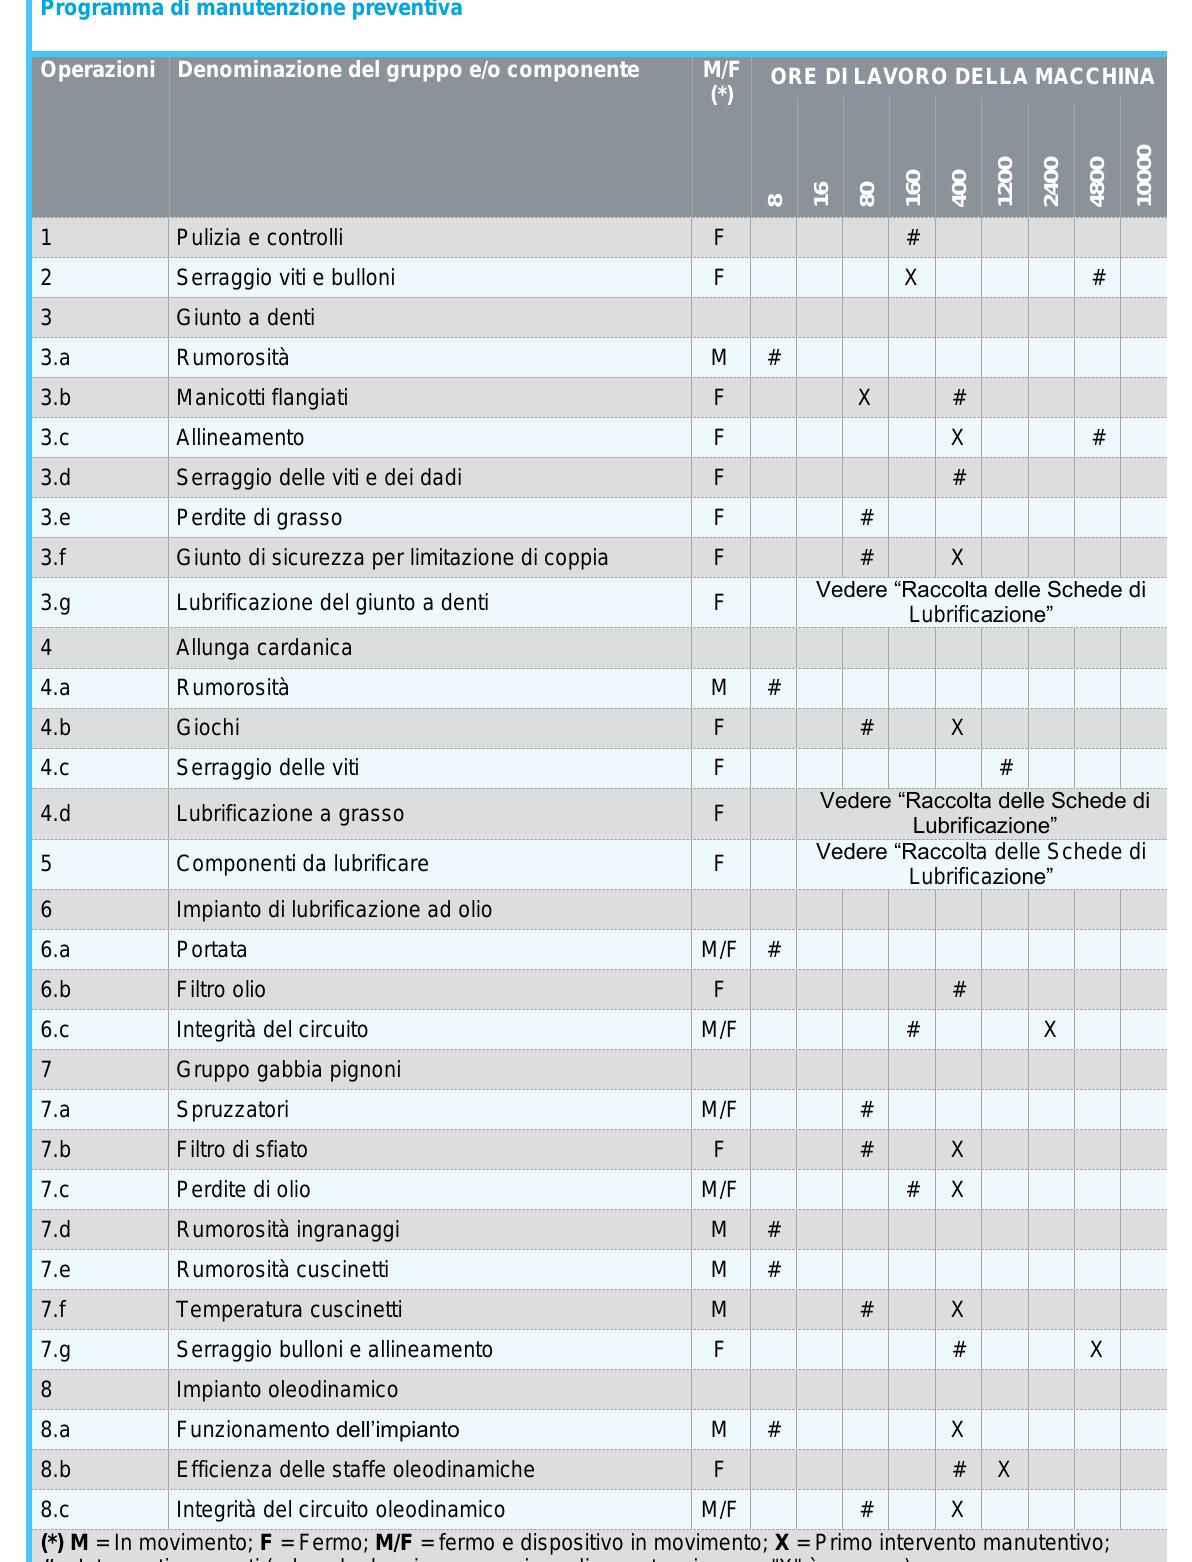 Programma di manutenzione preventiva
Operazioni Denominazione del gruppo e/o componente M/F (*) ORE DI LAVORO DELLA MACCHINA
8 16 80 160 400 1200 2400 4800 10000
1 Pulizia e controlli F #
2 Serraggio viti e bulloni F X #
3 Giunto a denti
3.a Rumorosità M #
3.b Manicotti flangiati F X #
3.c Allineamento F X #
3.d Serraggio delle viti e dei dadi F #
3.e Perdite di grasso F #
3.f Giunto di sicurezza per limitazione di coppia F # X
3.g Lubrificazione del giunto a denti F Vedere “Raccolta delle Schede di
Lubrificazione”
4 Allunga cardanica
4.a Rumorosità M #
4.b Giochi F # X
4.c Serraggio delle viti F #
4.d Lubrificazione a grasso F Vedere “Raccolta delle Schede di
Lubrificazione”
5 Componenti da lubrificare F Vedere “Raccolta delle Schede di
Lubrificazione”
6 Impianto di lubrificazione ad olio
6.a Portata M/F #
6.b Filtro olio F #
6.c Integrità del circuito M/F # X
7 Gruppo gabbia pignoni
7.a Spruzzatori M/F #
7.b Filtro di sfiato F # X
7.c Perdite di olio M/F # X
7.d Rumorosità ingranaggi M #
7.e Rumorosità cuscinetti M #
7.f Temperatura cuscinetti M # X
7.g Serraggio bulloni e allineamento F # X
8 Impianto oleodinamico
8.a Funzionamento dell’impianto M # X
8.b Efficienza delle staffe oleodinamiche F # X
8.c Integrità del circuito oleodinamico M/F # X
(*) M = In movimento; F = Fermo; M/F = fermo e dispositivo in movimento; X = Primo intervento manutentivo;